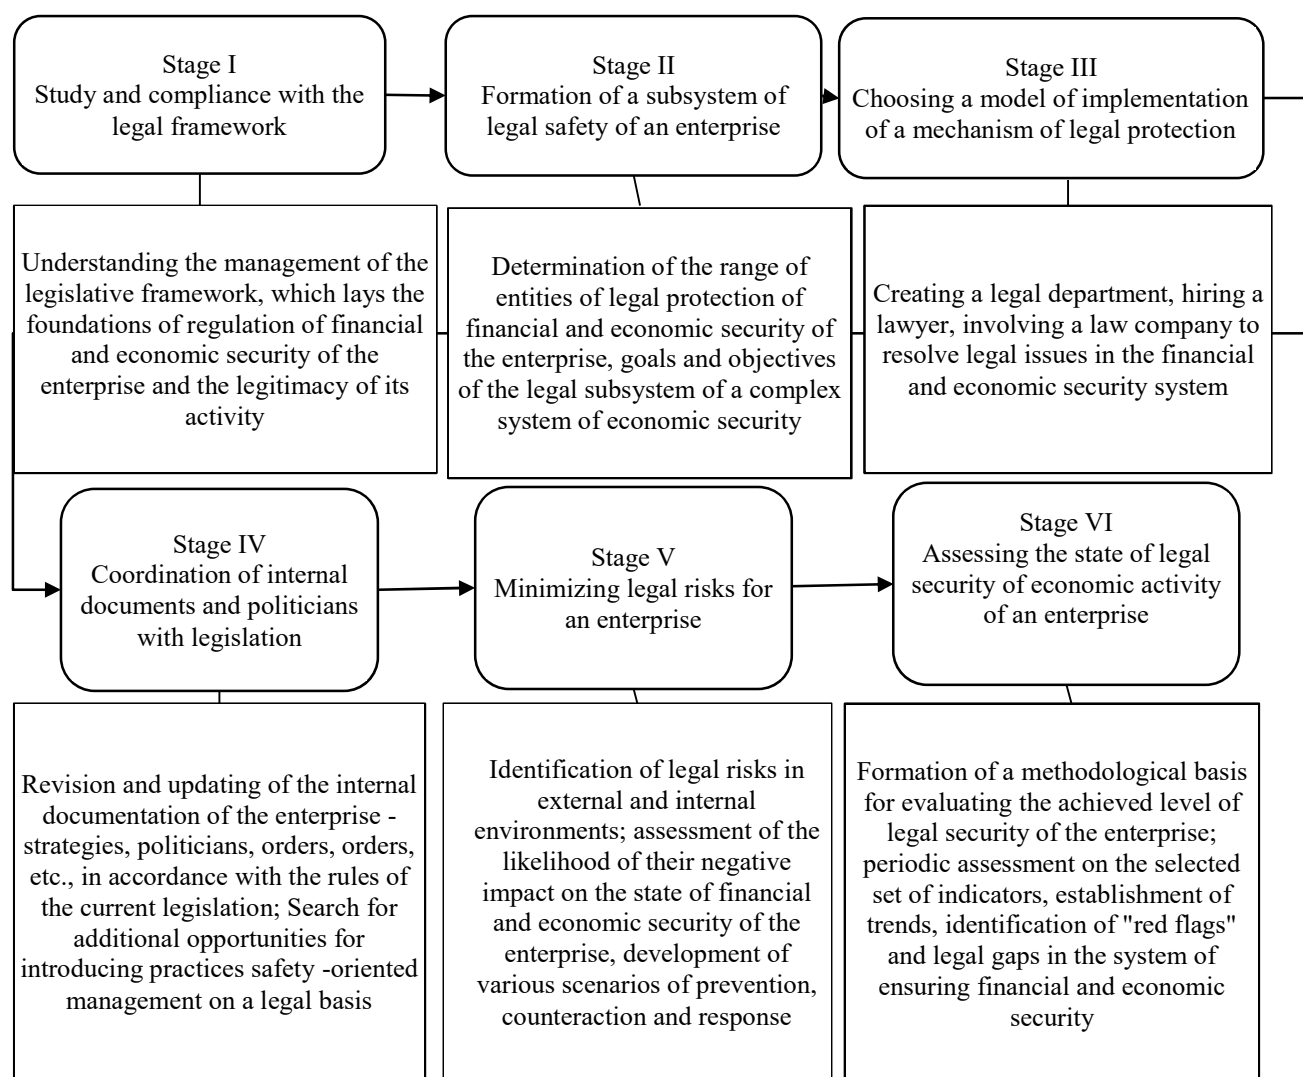 Stage I
Study and compliance with the
legal framework
Stage II
Formation of a subsystem of
legal safety of an enterprise
Stage III
Choosing a model of implementation
of a mechanism of legal protection
Understanding the management of the
legislative framework, which lays the
foundations of regulation of financial
and economic security of the
enterprise and the legitimacy of its
activity
Determination of the range of
entities of legal protection of
financial and economic security of
the enterprise, goals and objectives
of the legal subsystem of a complex
system of economic security
Creating a legal department, hiring a
lawyer, involving a law company to
resolve legal issues in the financial
and economic security system
Stage IV
Coordination of internal
documents and politicians
with legislation
Stage V
Minimizing legal risks for
an enterprise
Stage VI
Assessing the state of legal
security of economic activity
of an enterprise
Revision and updating of the internal
documentation of the enterprise -
strategies, politicians, orders, orders,
etc., in accordance with the rules of
the current legislation; Search for
additional opportunities for
introducing practices safety -oriented
management on a legal basis
Identification of legal risks in
external and internal
environments; assessment of the
likelihood of their negative
impact on the state of financial
and economic security of the
enterprise, development of
various scenarios of prevention,
counteraction and response
Formation of a methodological basis
for evaluating the achieved level of
legal security of the enterprise;
periodic assessment on the selected
set of indicators, establishment of
trends, identification of "red flags"
and legal gaps in the system of
ensuring financial and economic
security